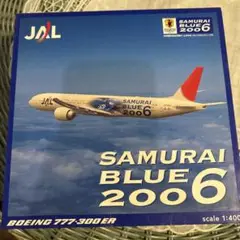 JAL
SAMURAI
BLUE
2006
SAMURAI
BLUE
2006
BOEING 777-300ER
scale 1:400